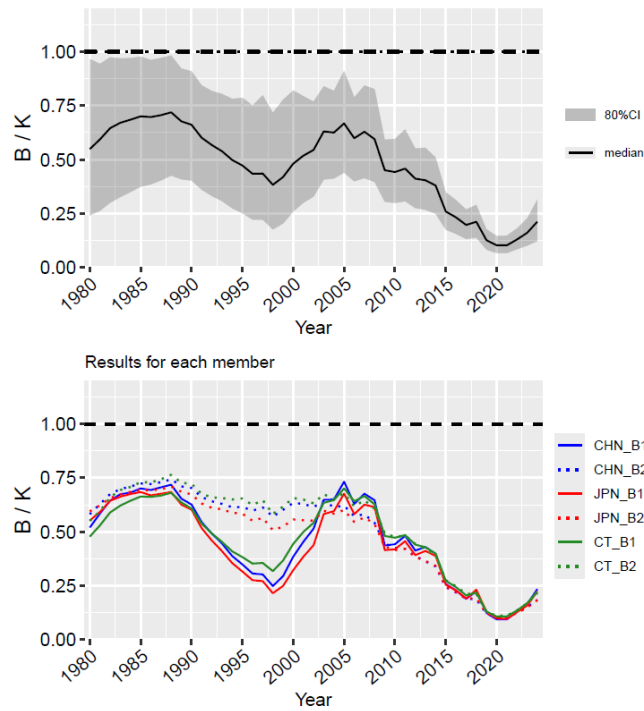 1.00
0.75
0.50
0.25
0.00
B / K
1980
1985
1990
1995
2000
2005
2010
2015
2020
Year
80%CI
median
Results for each member
1.00
0.75
0.50
0.25
0.00
B / K
1980
1985
1990
1995
2000
2005
2010
2015
2020
Year
CHN_B1
CHN_B2
JPN_B1
JPN_B2
CT_B1
CT_B2